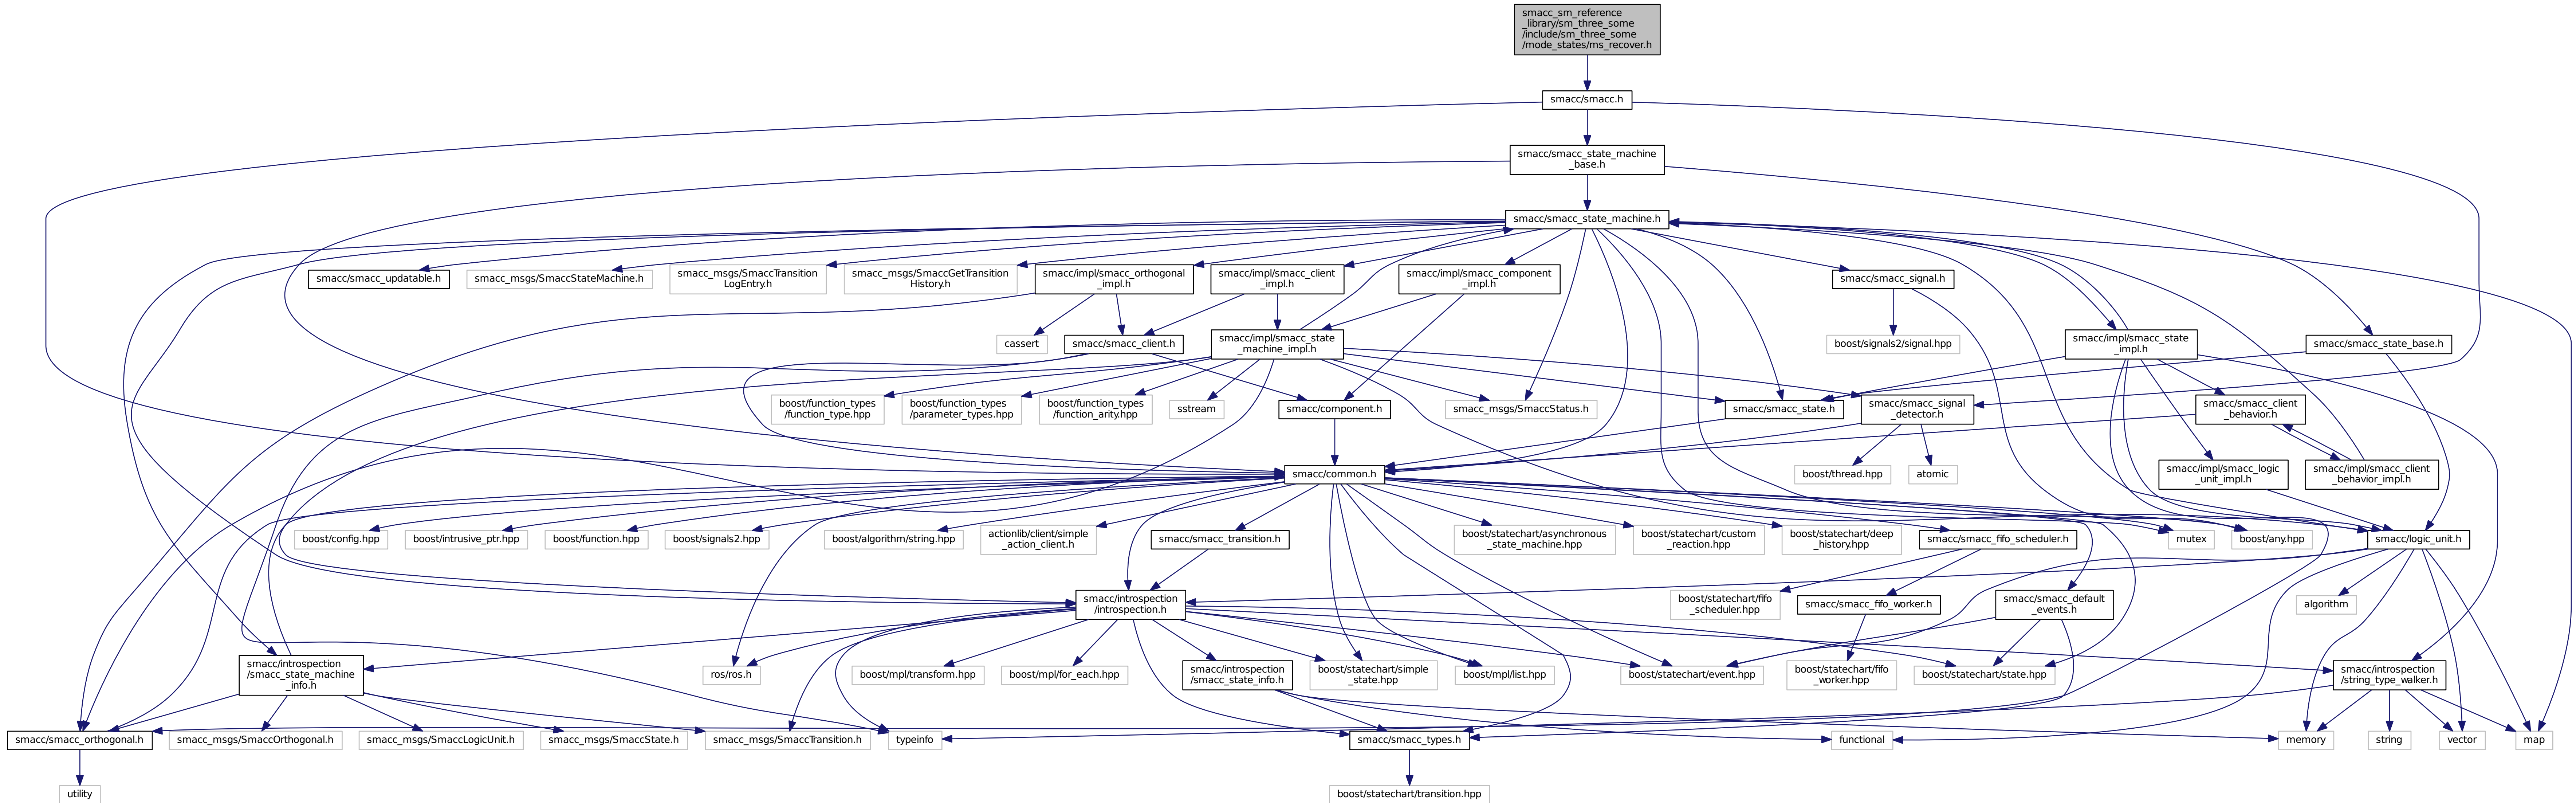 smacc_sm_reference
_library/sm_three_some
/include/sm_three_some
/mode_states/ms_recover.h
smacc/smacc.h
smacc/smacc_state_machine
_base.h
smacc/smacc_state_machine.h
smacc/smacc_updatable.h
smacc_msgs/SmaccStateMachine.h
smacc_msgs/SmaccTransition
LogEntry.h
smacc_msgs/SmaccGetTransition
History.h
smacc/impl/smacc_orthogonal
_impl.h
smacc/impl/smacc_client
_impl.h
smacc/impl/smacc_component
_impl.h
smacc/smacc_signal.h
cassert
smacc/smacc_client.h
smacc/impl/smacc_state
_machine_impl.h
boost/signals2/signal.hpp
smacc/impl/smacc_state
_impl.h
smacc/smacc_state_base.h
boost/function_types
/function_type.hpp
boost/function_types
/parameter_types.hpp
boost/function_types
/function_arity.hpp
sstream
smacc/component.h
smacc_msgs/SmaccStatus.h
smacc/smacc_state.h
smacc/smacc_signal
_detector.h
smacc/smacc_client
_behavior.h
smacc/common.h
boost/thread.hpp
atomic
smacc/impl/smacc_logic
_unit_impl.h
smacc/impl/smacc_client
_behavior_impl.h
boost/config.hpp
boost/intrusive_ptr.hpp
boost/function.hpp
boost/signals2.hpp
boost/algorithm/string.hpp
actionlib/client/simple
_action_client.h
smacc/smacc_transition.h
boost/statechart/asynchronous
_state_machine.hpp
boost/statechart/custom
_reaction.hpp
boost/statechart/deep
_history.hpp
smacc/smacc_fifo_scheduler.h
mutex
boost/any.hpp
smacc/logic_unit.h
smacc/introspection
/introspection.h
boost/statechart/fifo
_scheduler.hpp
smacc/smacc_fifo_worker.h
smacc/smacc_default
_events.h
algorithm
smacc/introspection
/smacc_state_machine
_info.h
ros/ros.h
boost/mpl/transform.hpp
boost/mpl/for_each.hpp
smacc/introspection
/smacc_state_info.h
boost/statechart/simple
_state.hpp
boost/mpl/list.hpp
boost/statechart/event.hpp
boost/statechart/fifo
_worker.hpp
boost/statechart/state.hpp
smacc/introspection
/string_type_walker.h
smacc/smacc_orthogonal.h
smacc_msgs/SmaccOrthogonal.h
smacc_msgs/SmaccLogicUnit.h
smacc_msgs/SmaccState.h
smacc_msgs/SmaccTransition.h
typeinfo
smacc/smacc_types.h
functional
memory
string
vector
map
utility
boost/statechart/transition.hpp